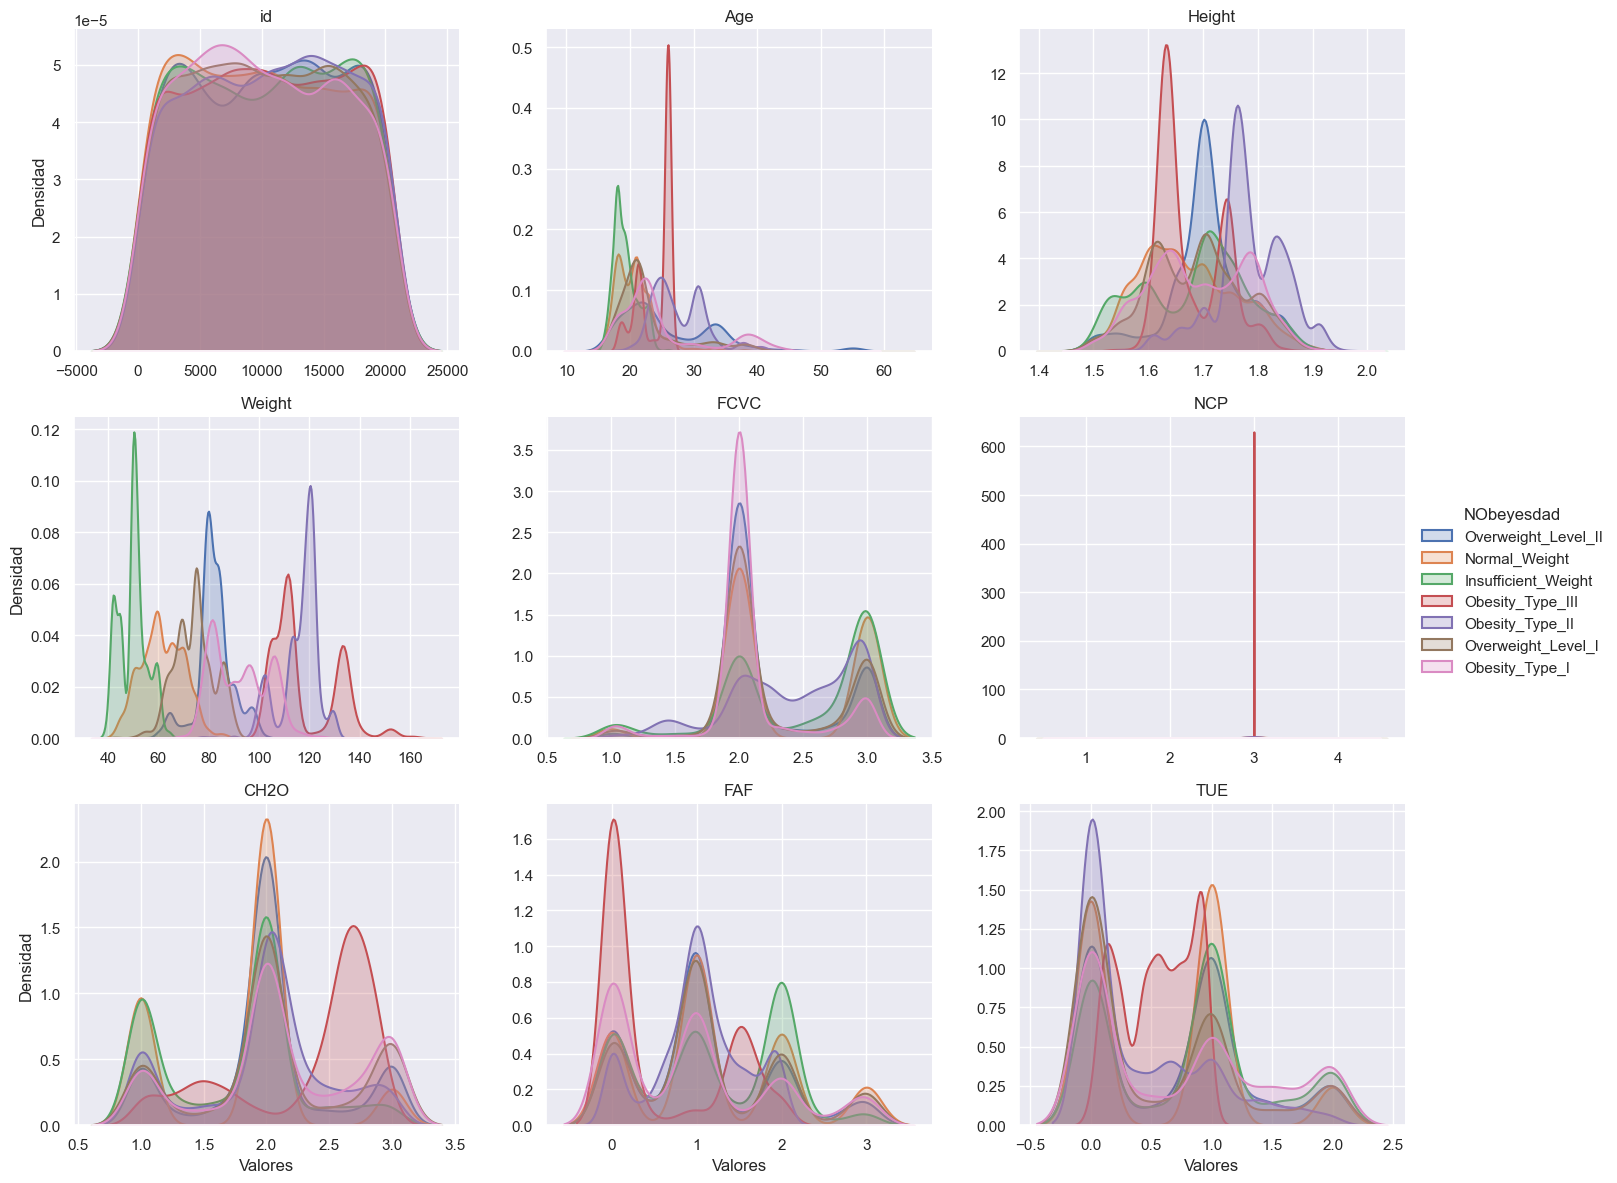 id
1e−5
Densidad
5
4
3
2
1
0
−5000 0 5000 10000 15000 20000 25000
Age
0.5
0.4
0.3
0.2
0.1
0.0
10 20 30 40 50 60
Height
12
10
8
6
4
2
0
1.4 1.5 1.6 1.7 1.8 1.9 2.0
Weight
Densidad
0.12
0.10
0.08
0.06
0.04
0.02
0.00
40 60 80 100 120 140 160
FCVC
3.5
3.0
2.5
2.0
1.5
1.0
0.5
0.0
0.5 1.0 1.5 2.0 2.5 3.0 3.5
NCP
600
500
400
300
200
100
0
1 2 3 4
NObeyesdad
Overweight_Level_II
Normal_Weight
Insufficient_Weight
Obesity_Type_III
Obesity_Type_II
Overweight_Level_I
Obesity_Type_I
CH2O
Densidad
2.0
1.5
1.0
0.5
0.0
0.5 1.0 1.5 2.0 2.5 3.0 3.5
Valores
FAF
1.6
1.4
1.2
1.0
0.8
0.6
0.4
0.2
0.0
0 1 2 3
Valores
TUE
2.00
1.75
1.50
1.25
1.00
0.75
0.50
0.25
0.00
−0.5 0.0 0.5 1.0 1.5 2.0 2.5
Valores